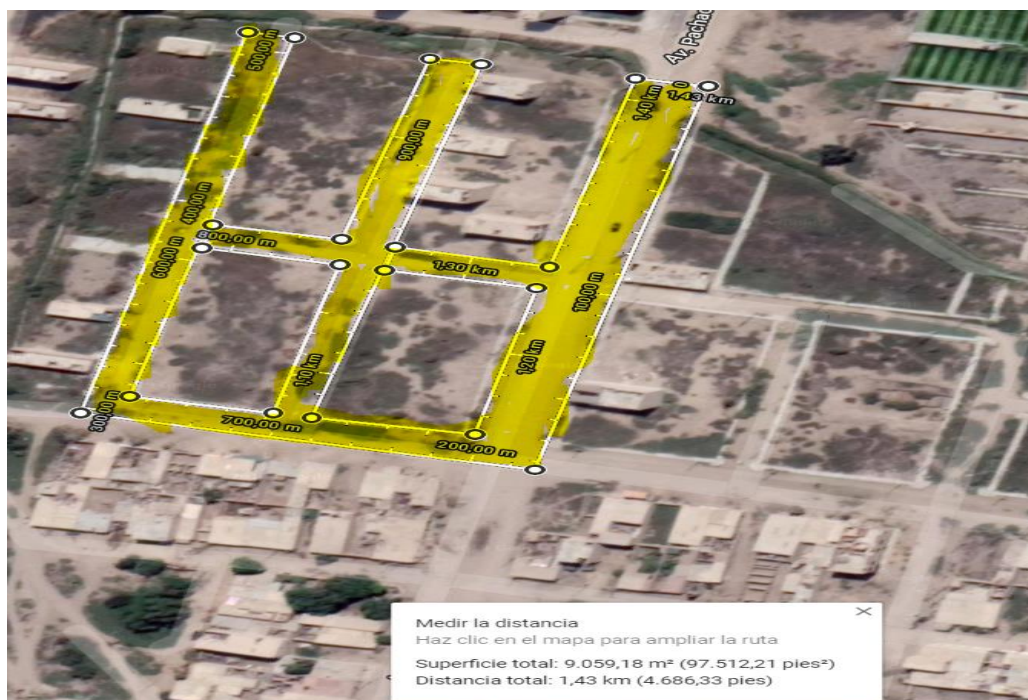 500,00 m
Av. Pachac
0
1,43 km
1,40 km
900,00 m
400,00 m
800,00 m
600,00 m
1,30 km
100,00 m
1,20 km
1,10 km
300,00 m
700,00 m
200,00 m
Medir la distancia
Haz clic en el mapa para ampliar la ruta
Superficie total: 9.059,18 m² (97.512,21 pies²)
Distancia total: 1,43 km (4.686,33 pies)